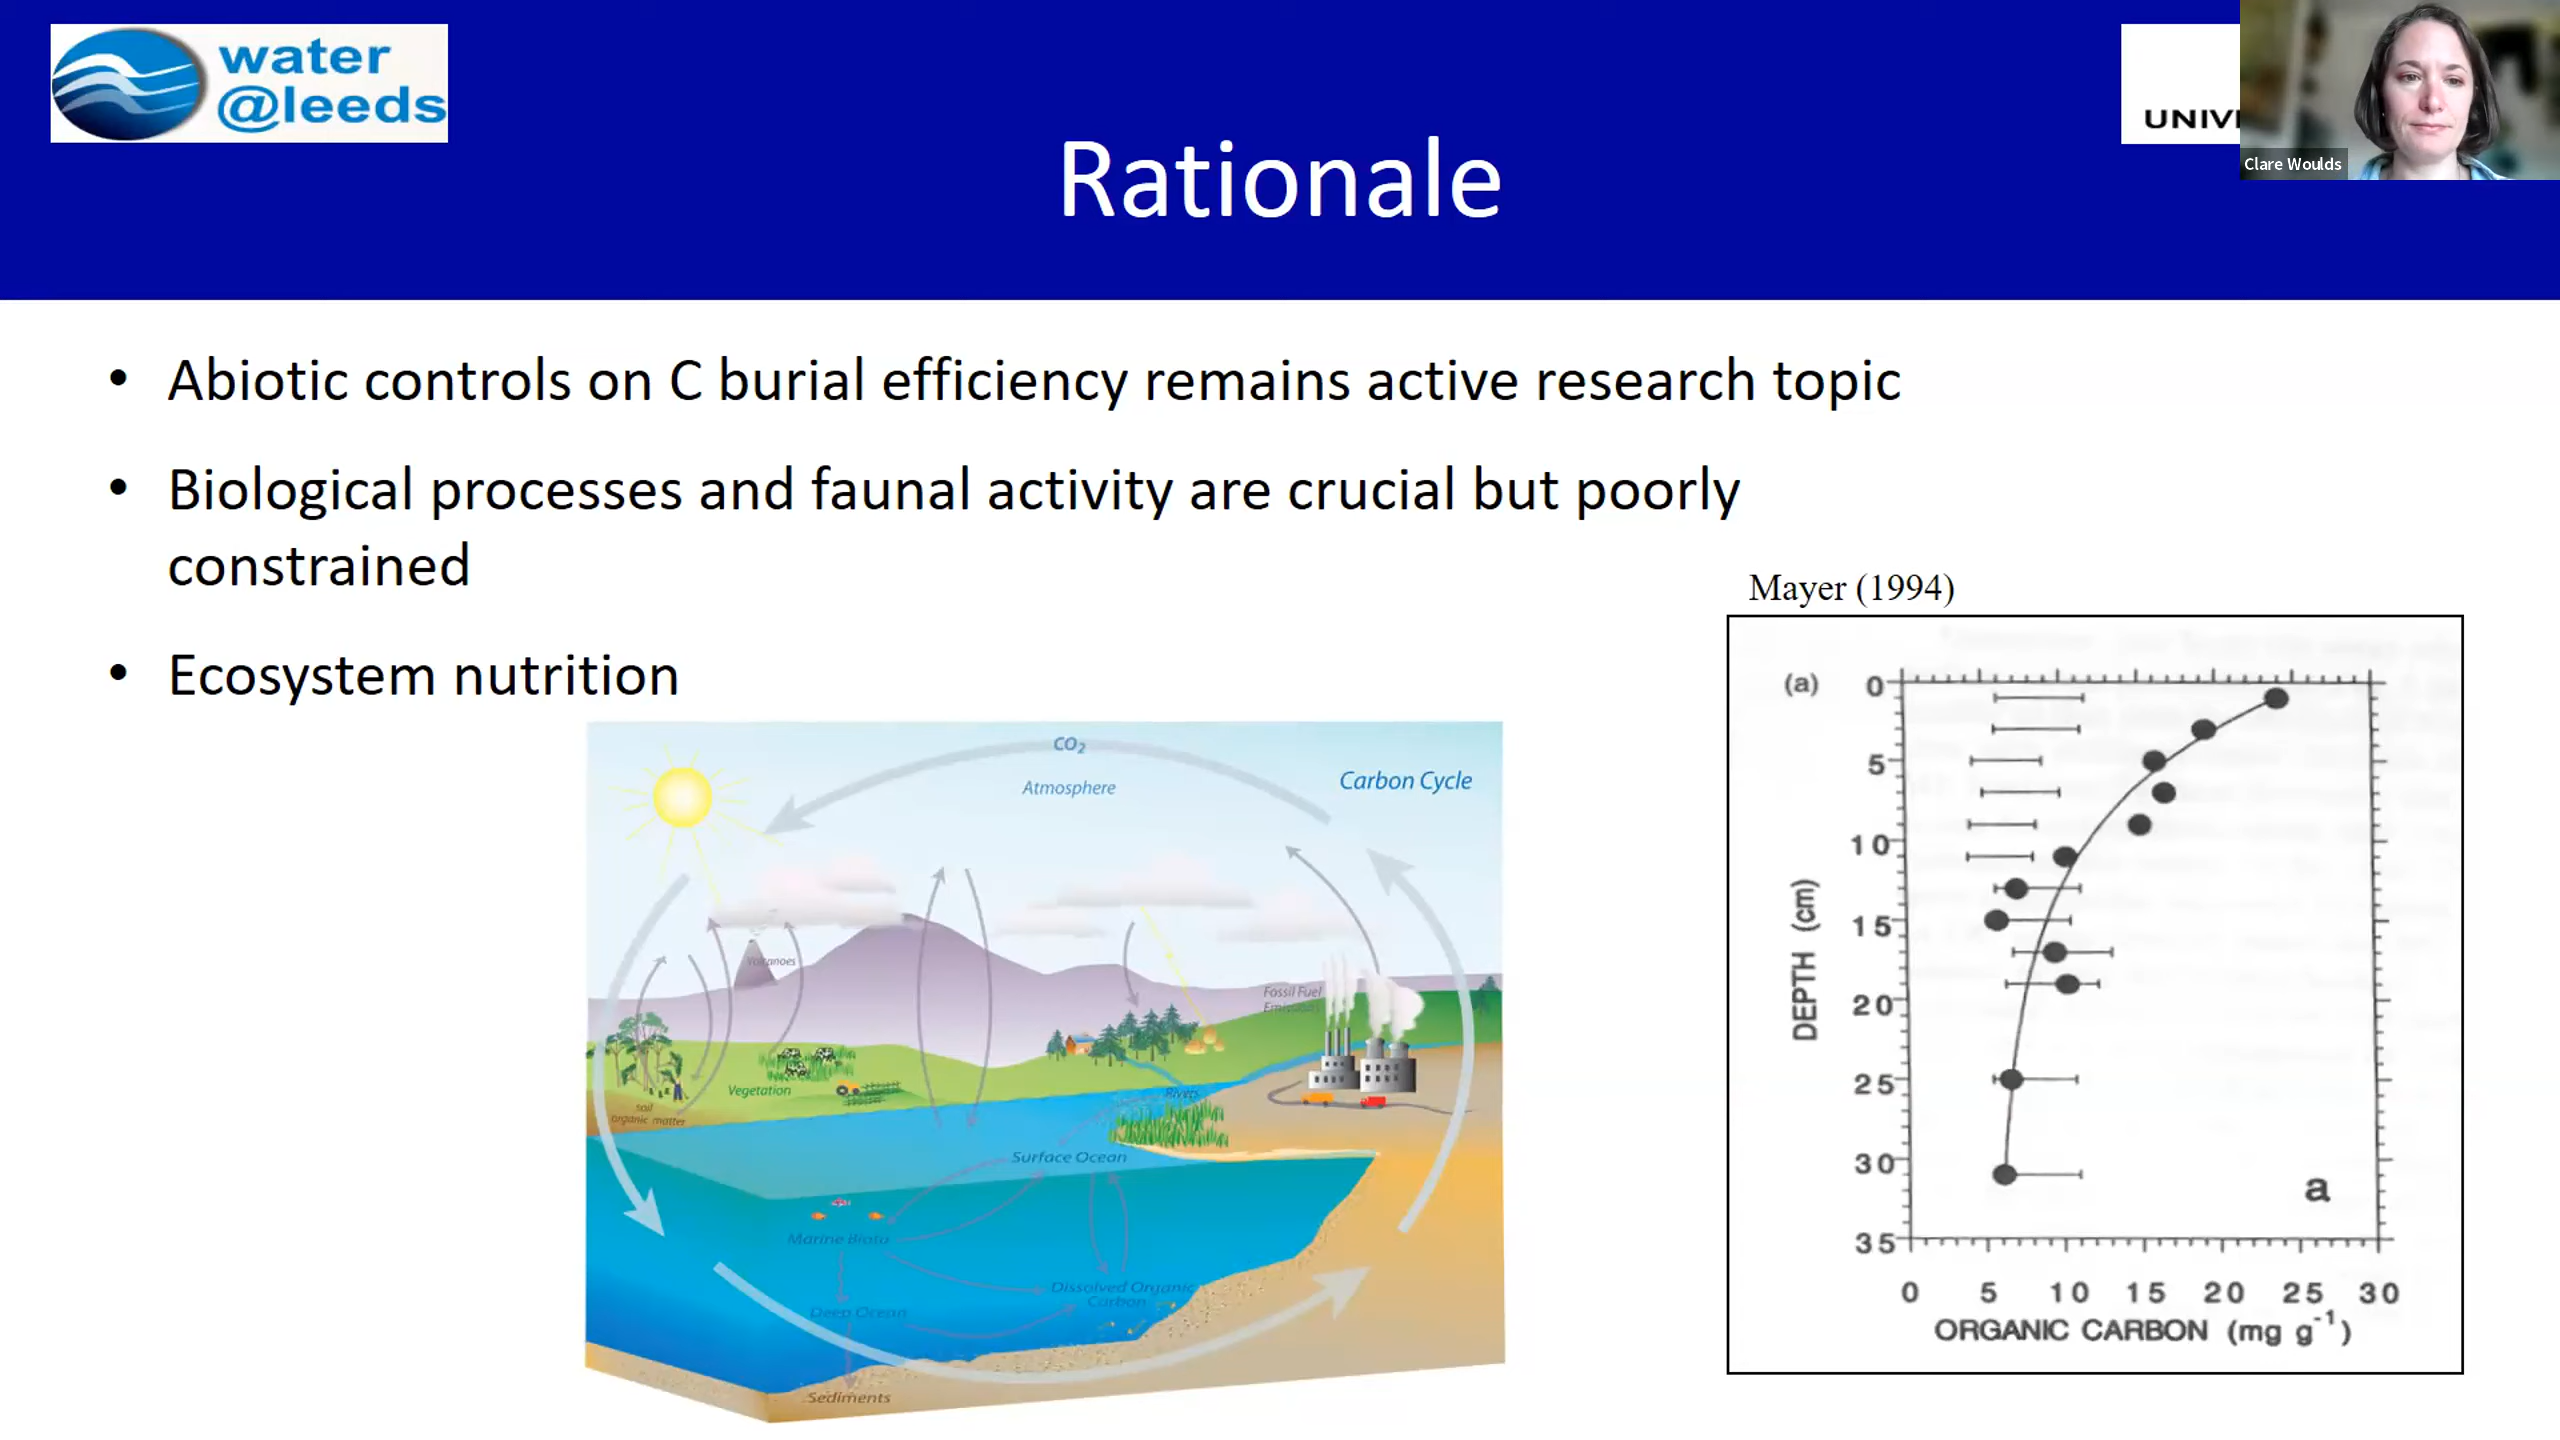 water
@leeds
UNIV
Clare Woulds
Rationale
• Abiotic controls on C burial efficiency remains active research topic
• Biological processes and faunal activity are crucial but poorly
constrained
• Ecosystem nutrition
Mayer (1994)
CO₂
Atmosphere
Carbon Cycle
Volcanoes
Fossil Fuel
Emissions
Vegetation
soil
organic matter
Rivers
Surface Ocean
Marine Biota
Dissolved Organic
Carbon
Deep Ocean
Sediments
(a)
0
5
10
15
20
25
30
35
DEPTH (cm)
a
0 5 10 15 20 25 30
ORGANIC CARBON (mg g⁻¹)